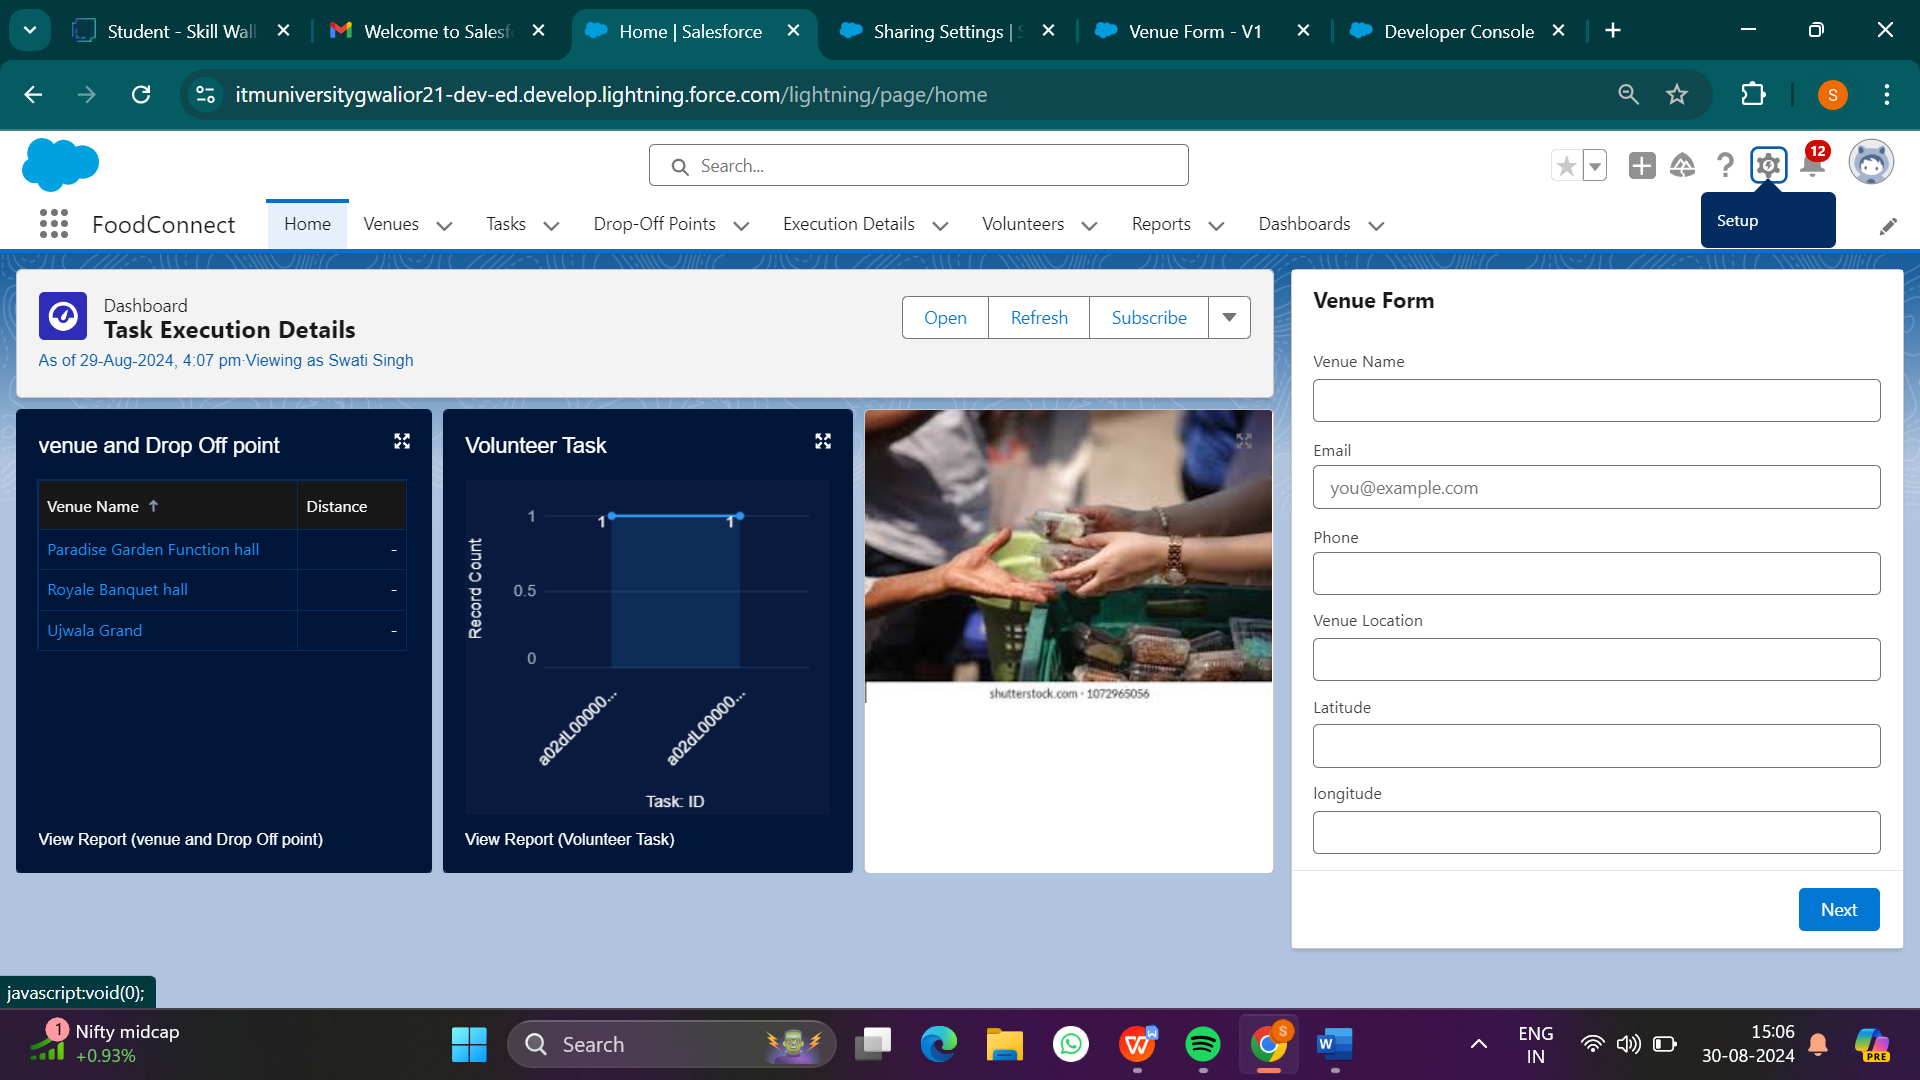 Student - Skill Wall
Welcome to Salesf
Home | Salesforce
Sharing Settings | S
Venue Form - V1
Developer Console
itmuniversitygwalior21-dev-ed.develop.lightning.force.com/lightning/page/home
S
Search...
12
Setup
FoodConnect
Home
Venues
Tasks
Drop-Off Points
Execution Details
Volunteers
Reports
Dashboards
Dashboard
Task Execution Details
As of 29-Aug-2024, 4:07 pm·Viewing as Swati Singh
Open
Refresh
Subscribe
venue and Drop Off point
Venue Name ↑
Distance
Paradise Garden Function hall -
Royale Banquet hall -
Ujwala Grand -
View Report (venue and Drop Off point)
Volunteer Task
Record Count
1
0.5
0
1
1
a02dL00000...
a02dL00000...
Task: ID
View Report (Volunteer Task)
shutterstock.com · 1072965056
Venue Form
Venue Name
Email
you@example.com
Phone
Venue Location
Latitude
longitude
Next
javascript:void(0);
1
Nifty midcap
+0.93%
Search
W
W
S
W
ENG
IN
15:06
30-08-2024
PRE